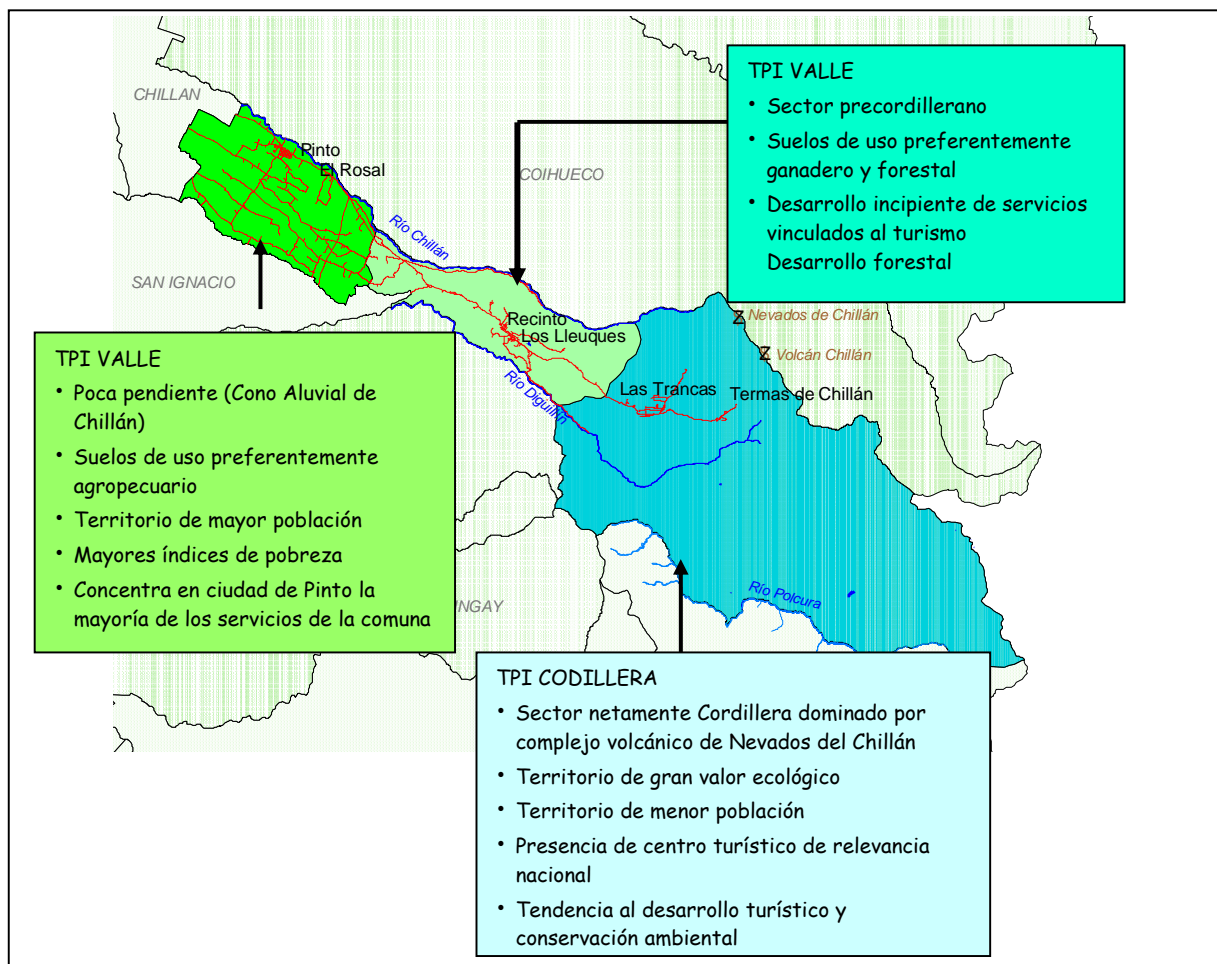 TPI VALLE
• Sector precordillerano
• Suelos de uso preferentemente
ganadero y forestal
• Desarrollo incipiente de servicios
vinculados al turismo
Desarrollo forestal
CHILLAN
Pinto
El Rosal
COIHUECO
Río Chillán
SAN IGNACIO
Nevados de Chillán
Recinto
Los Lleuques
Volcán Chillán
Río Diguillín
Las Trancas
Termas de Chillán
TPI VALLE
• Poca pendiente (Cono Aluvial de
Chillán)
• Suelos de uso preferentemente
agropecuario
• Territorio de mayor población
• Mayores índices de pobreza
• Concentra en ciudad de Pinto la
mayoría de los servicios de la comuna
NGAY
Río Polcura
TPI CODILLERA
• Sector netamente Cordillera dominado por
complejo volcánico de Nevados del Chillán
• Territorio de gran valor ecológico
• Territorio de menor población
• Presencia de centro turístico de relevancia
nacional
• Tendencia al desarrollo turístico y
conservación ambiental